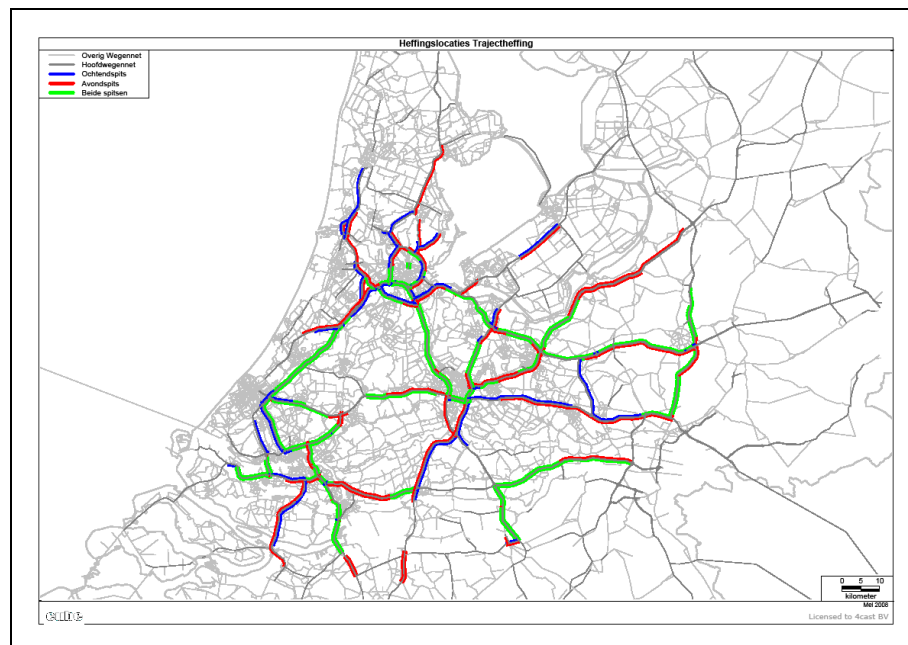 Heffingslocaties Trajectheffing
Overig Wegennet
Hoofdwegennet
Ochtendspits
Avondspits
Beide spitsen
0 5 10
kilometer
Mei 2008
Licensed to 4cast BV